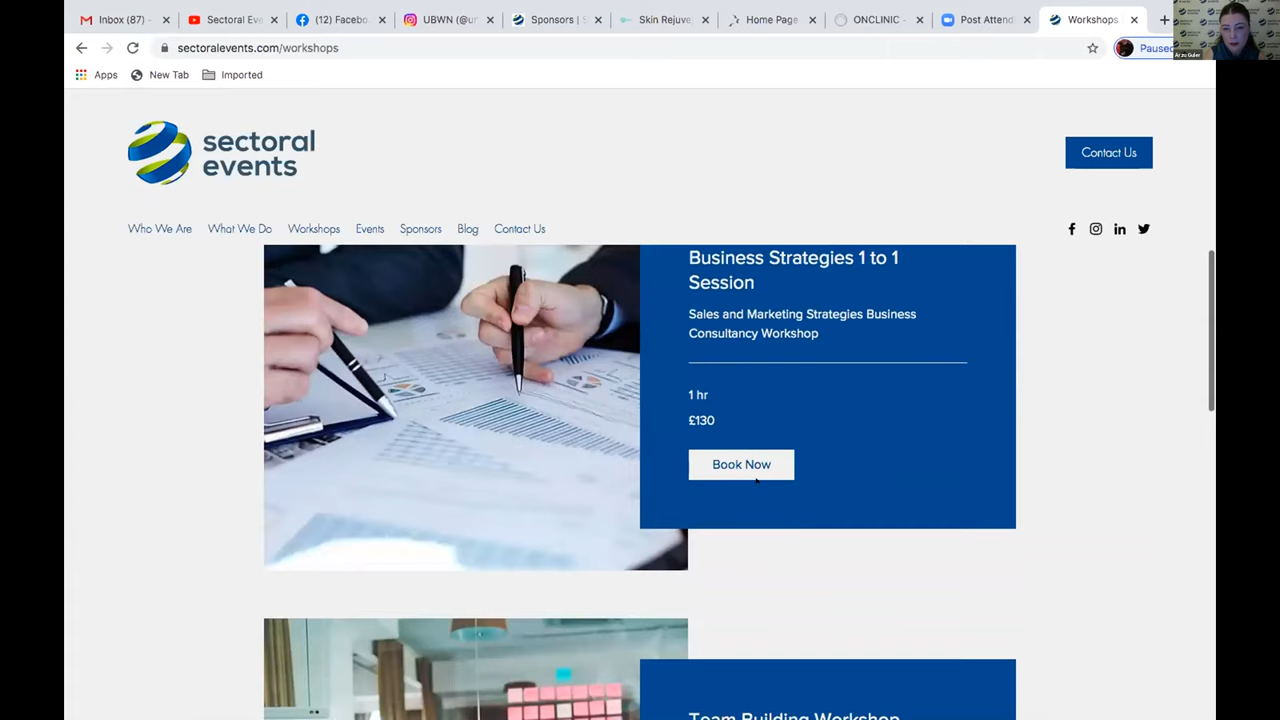 Inbox (87) -
Sectoral Eve
(12) Facebo
UBWN (@ur
Sponsors | S
Skin Rejuve
Home Page
ONCLINIC -
Post Attend
Workshops
sectoralevents.com/workshops
Paused
Arzu Guler
Apps
New Tab
Imported
sectoral
events
Contact Us
Who We Are
What We Do
Workshops
Events
Sponsors
Blog
Contact Us
Business Strategies 1 to 1
Session
Sales and Marketing Strategies Business
Consultancy Workshop
1 hr
£130
Book Now
Team Building Workshop